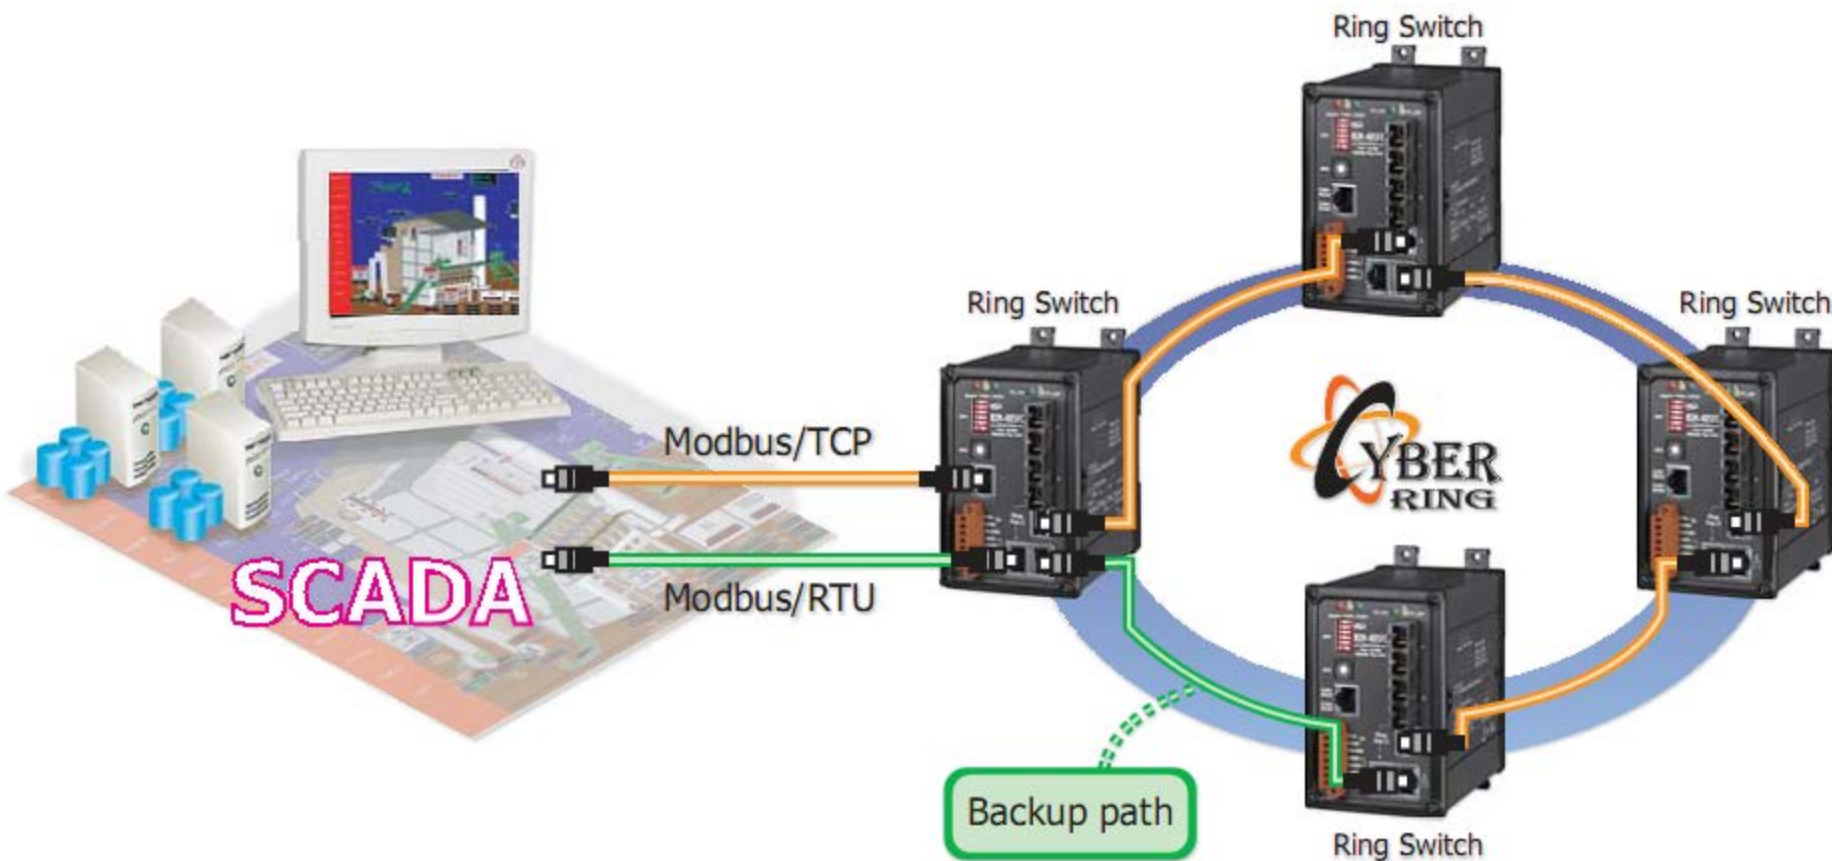 Ring Switch
Ring Switch
Ring Switch
Modbus/TCP
CYBER
RING
SCADA
Modbus/RTU
Backup path
Ring Switch